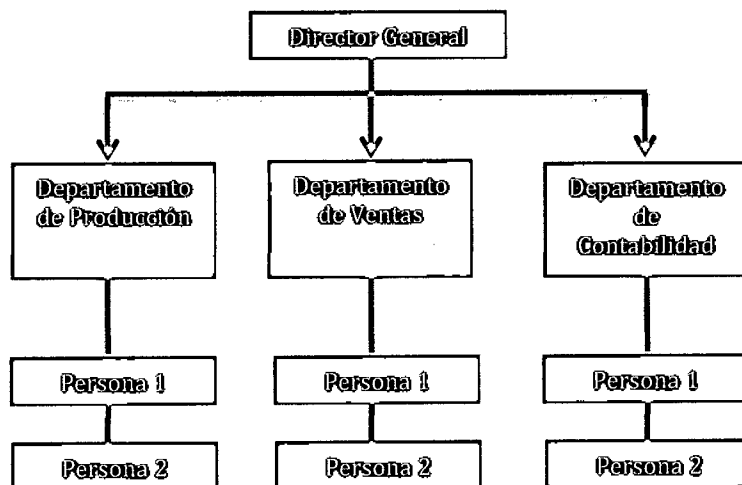 Director General
Departamento
de Producción
Departamento
de Ventas
Departamento
de
Contabilidad
Persona 1
Persona 1
Persona 1
Persona 2
Persona 2
Persona 2